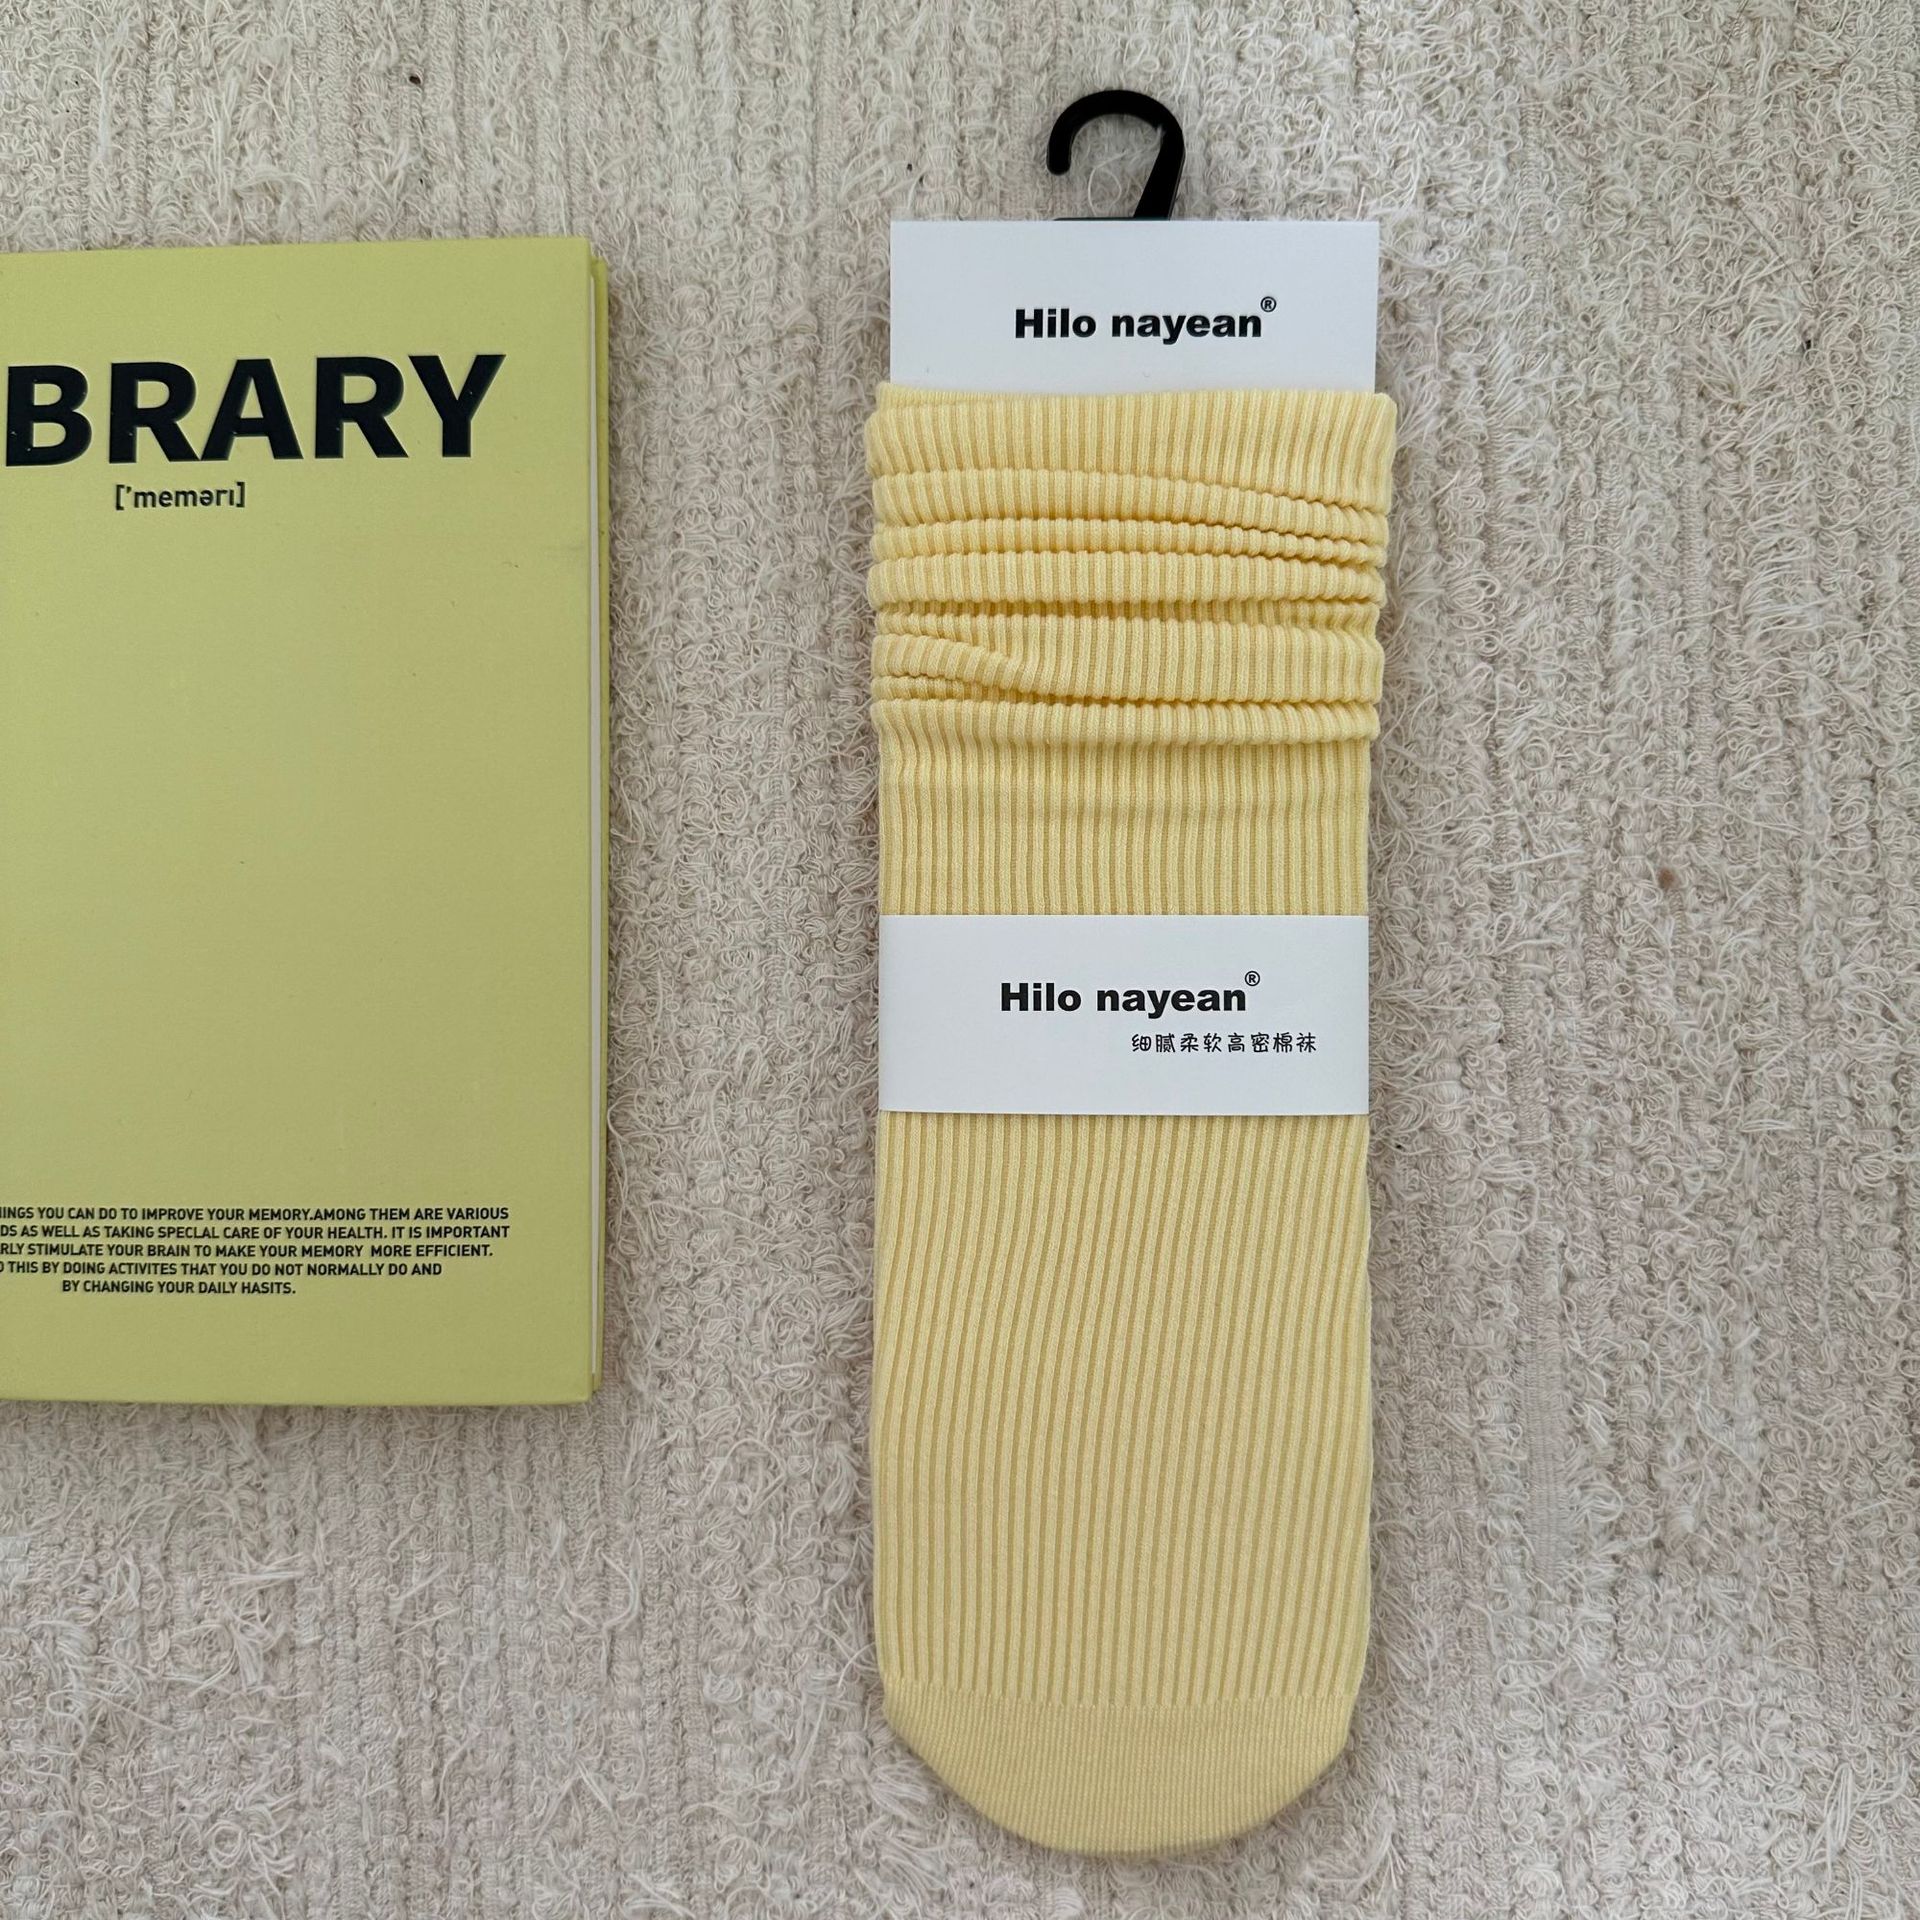 BRARY
['memərı]
INGS YOU CAN DO TO IMPROVE YOUR MEMORY.AMONG THEM ARE VARIOUS
DS AS WELL AS TAKING SPECLAL CARE OF YOUR HEALTH. IT IS IMPORTANT
RLY STIMULATE YOUR BRAIN TO MAKE YOUR MEMORY MORE EFFICIENT.
THIS BY DOING ACTIVITES THAT YOU DO NOT NORMALLY DO AND
BY CHANGING YOUR DAILY HASITS.
Hilo nayean®
Hilo nayean®
细腻柔软高密棉袜